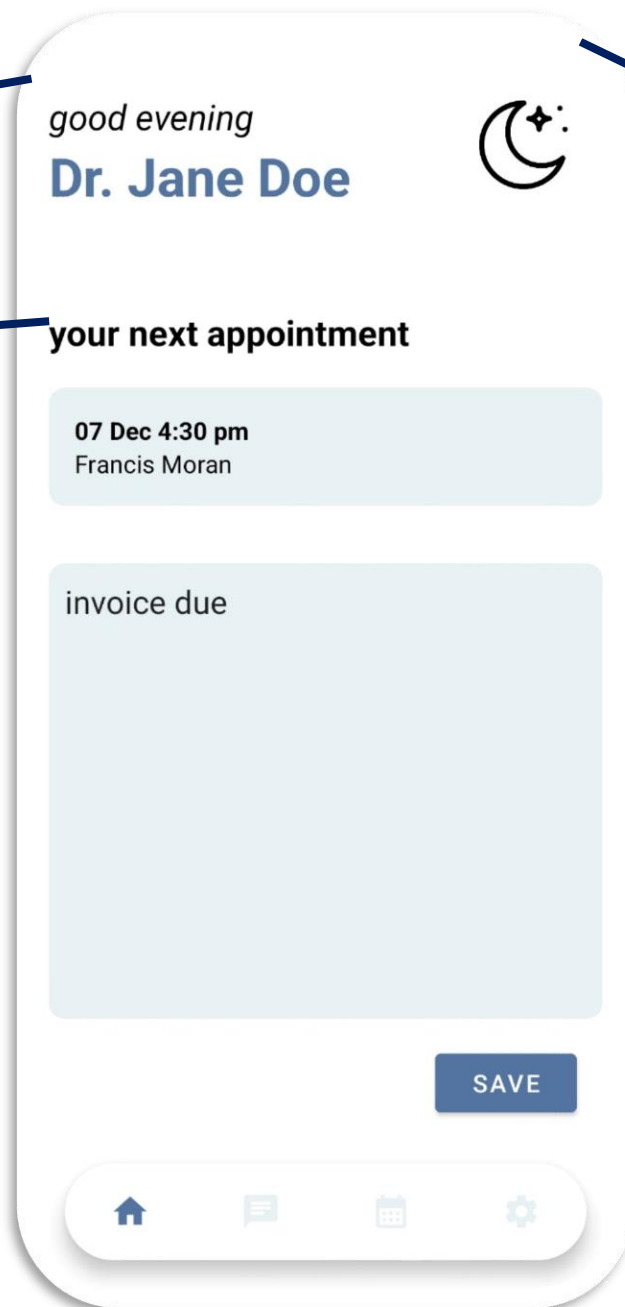 good evening
Dr. Jane Doe
your next appointment
07 Dec 4:30 pm
Francis Moran
invoice due
SAVE